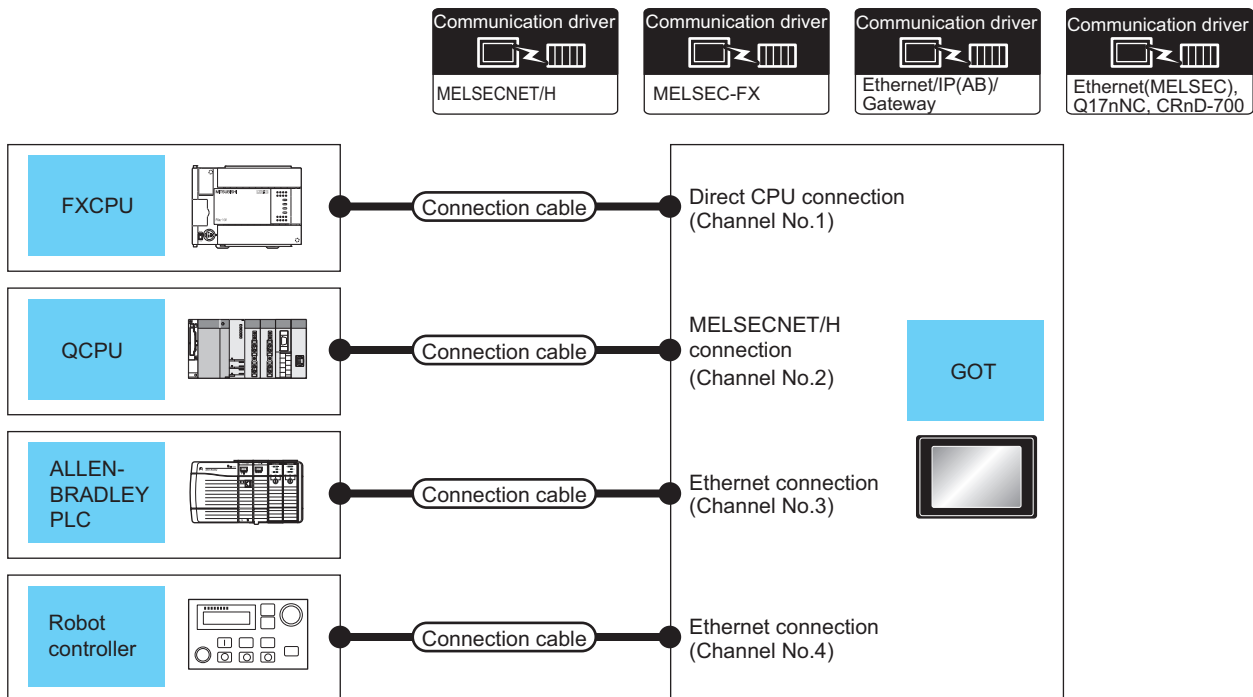 Communication driver
MELSECNET/H
Communication driver
MELSEC-FX
Communication driver
Ethernet/IP(AB)/
Gateway
Communication driver
Ethernet(MELSEC),
Q17nNC, CRnD-700
FXCPU
MITSUBISHI
Connection cable
Direct CPU connection
(Channel No.1)
QCPU
Connection cable
MELSECNET/H
connection
(Channel No.2)
GOT
ALLEN-
BRADLEY
PLC
Connection cable
Ethernet connection
(Channel No.3)
Robot
controller
Connection cable
Ethernet connection
(Channel No.4)